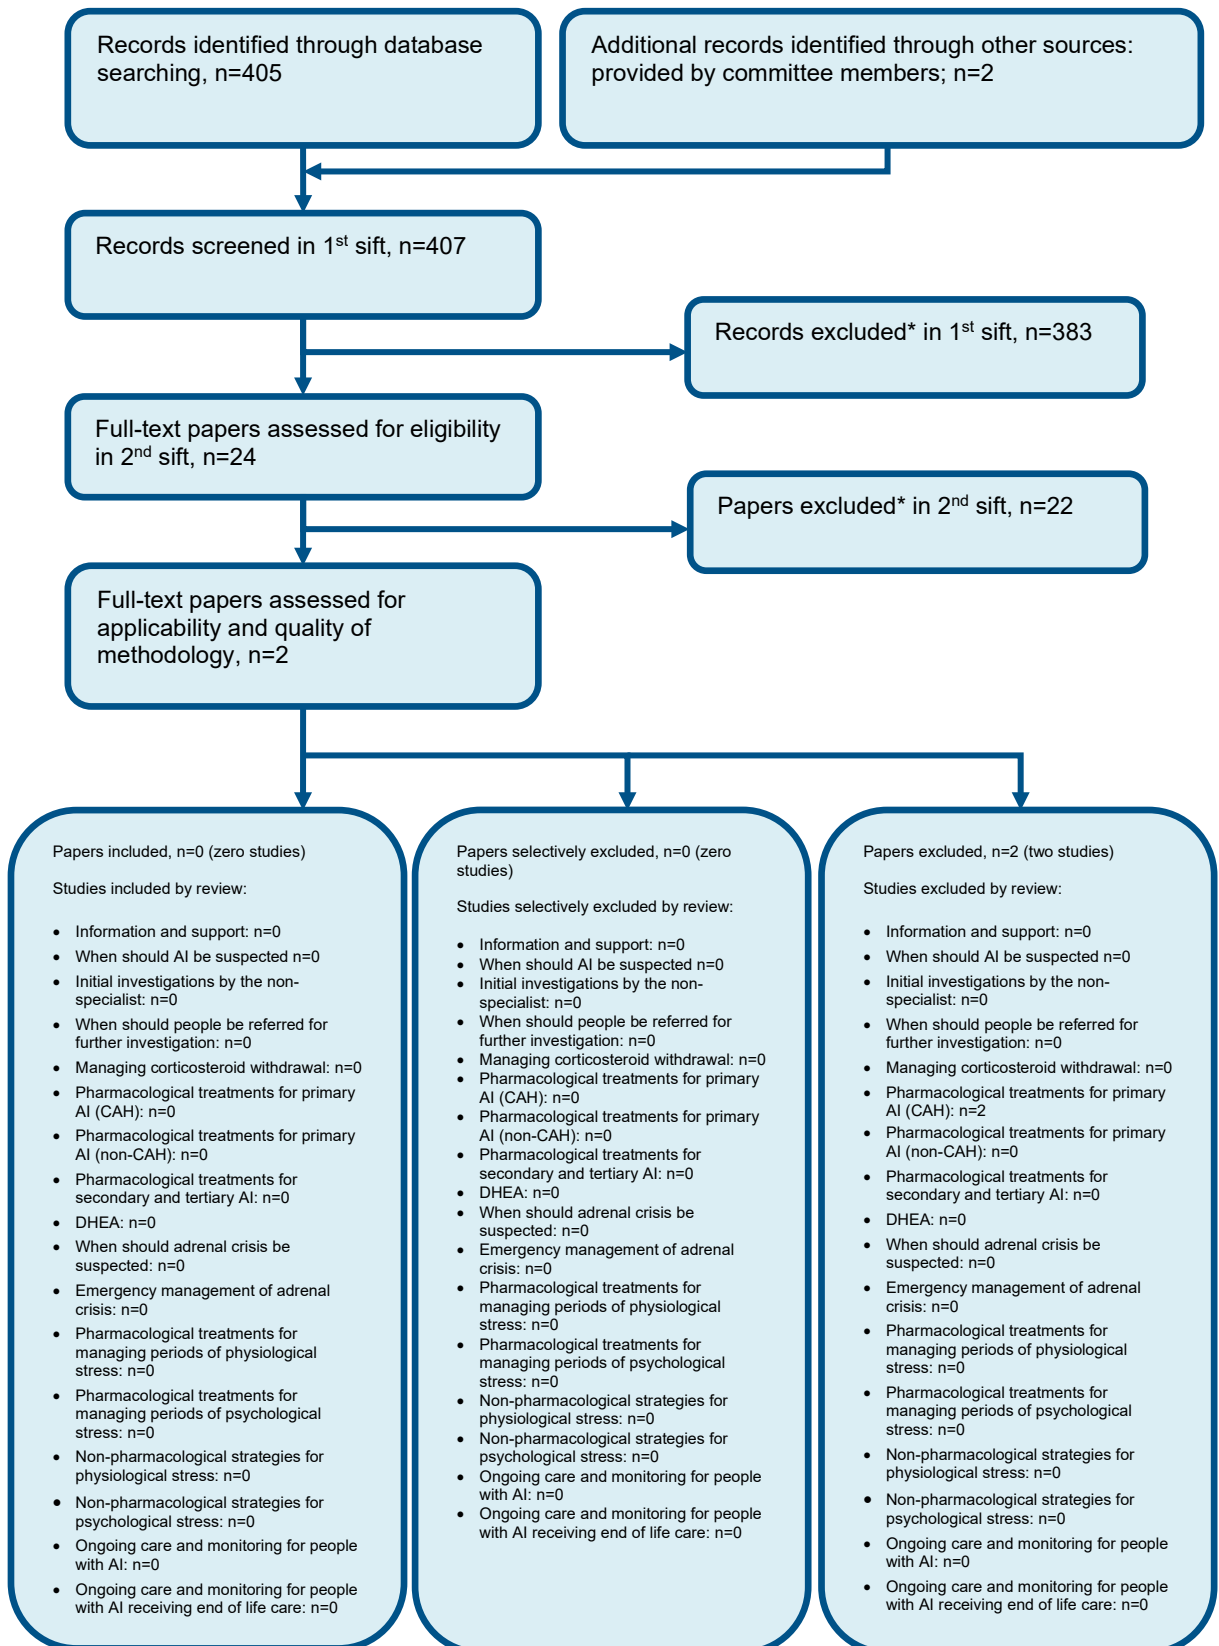 Records identified through database
searching, n=405
Additional records identified through other sources:
provided by committee members; n=2
Records screened in 1st sift, n=407
Records excluded* in 1st sift, n=383
Full-text papers assessed for eligibility
in 2nd sift, n=24
Papers excluded* in 2nd sift, n=22
Full-text papers assessed for
applicability and quality of
methodology, n=2
Papers included, n=0 (zero studies)
Studies included by review:
• Information and support: n=0
• When should AI be suspected n=0
• Initial investigations by the non-
specialist: n=0
• When should people be referred for
further investigation: n=0
• Managing corticosteroid withdrawal: n=0
• Pharmacological treatments for primary
AI (CAH): n=0
• Pharmacological treatments for primary
AI (non-CAH): n=0
• Pharmacological treatments for
secondary and tertiary AI: n=0
• DHEA: n=0
• When should adrenal crisis be
suspected: n=0
• Emergency management of adrenal
crisis: n=0
• Pharmacological treatments for
managing periods of physiological
stress: n=0
• Pharmacological treatments for
managing periods of psychological
stress: n=0
• Non-pharmacological strategies for
physiological stress: n=0
• Non-pharmacological strategies for
psychological stress: n=0
• Ongoing care and monitoring for people
with AI: n=0
• Ongoing care and monitoring for people
with AI receiving end of life care: n=0
Papers selectively excluded, n=0 (zero
studies)
Studies selectively excluded by review:
• Information and support: n=0
• When should AI be suspected n=0
• Initial investigations by the non-
specialist: n=0
• When should people be referred for
further investigation: n=0
• Managing corticosteroid withdrawal: n=0
• Pharmacological treatments for primary
AI (CAH): n=0
• Pharmacological treatments for primary
AI (non-CAH): n=0
• Pharmacological treatments for
secondary and tertiary AI: n=0
• DHEA: n=0
• When should adrenal crisis be
suspected: n=0
• Emergency management of adrenal
crisis: n=0
• Pharmacological treatments for
managing periods of physiological
stress: n=0
• Pharmacological treatments for
managing periods of psychological
stress: n=0
• Non-pharmacological strategies for
physiological stress: n=0
• Non-pharmacological strategies for
psychological stress: n=0
• Ongoing care and monitoring for people
with AI: n=0
• Ongoing care and monitoring for people
with AI receiving end of life care: n=0
Papers excluded, n=2 (two studies)
Studies excluded by review:
• Information and support: n=0
• When should AI be suspected n=0
• Initial investigations by the non-
specialist: n=0
• When should people be referred for
further investigation: n=0
• Managing corticosteroid withdrawal: n=0
• Pharmacological treatments for primary
AI (CAH): n=2
• Pharmacological treatments for primary
AI (non-CAH): n=0
• Pharmacological treatments for
secondary and tertiary AI: n=0
• DHEA: n=0
• When should adrenal crisis be
suspected: n=0
• Emergency management of adrenal
crisis: n=0
• Pharmacological treatments for
managing periods of physiological
stress: n=0
• Pharmacological treatments for
managing periods of psychological
stress: n=0
• Non-pharmacological strategies for
physiological stress: n=0
• Non-pharmacological strategies for
psychological stress: n=0
• Ongoing care and monitoring for people
with AI: n=0
• Ongoing care and monitoring for people
with AI receiving end of life care: n=0